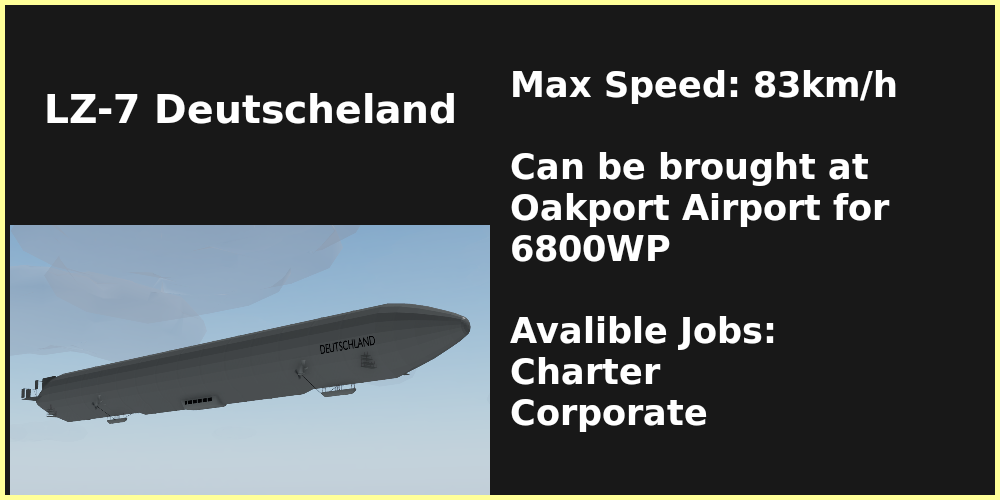 LZ-7 Deutscheland
Max Speed: 83km/h
Can be brought at
Oakport Airport for
6800WP
Avalible Jobs:
Charter
Corporate
DEUTSCHLAND